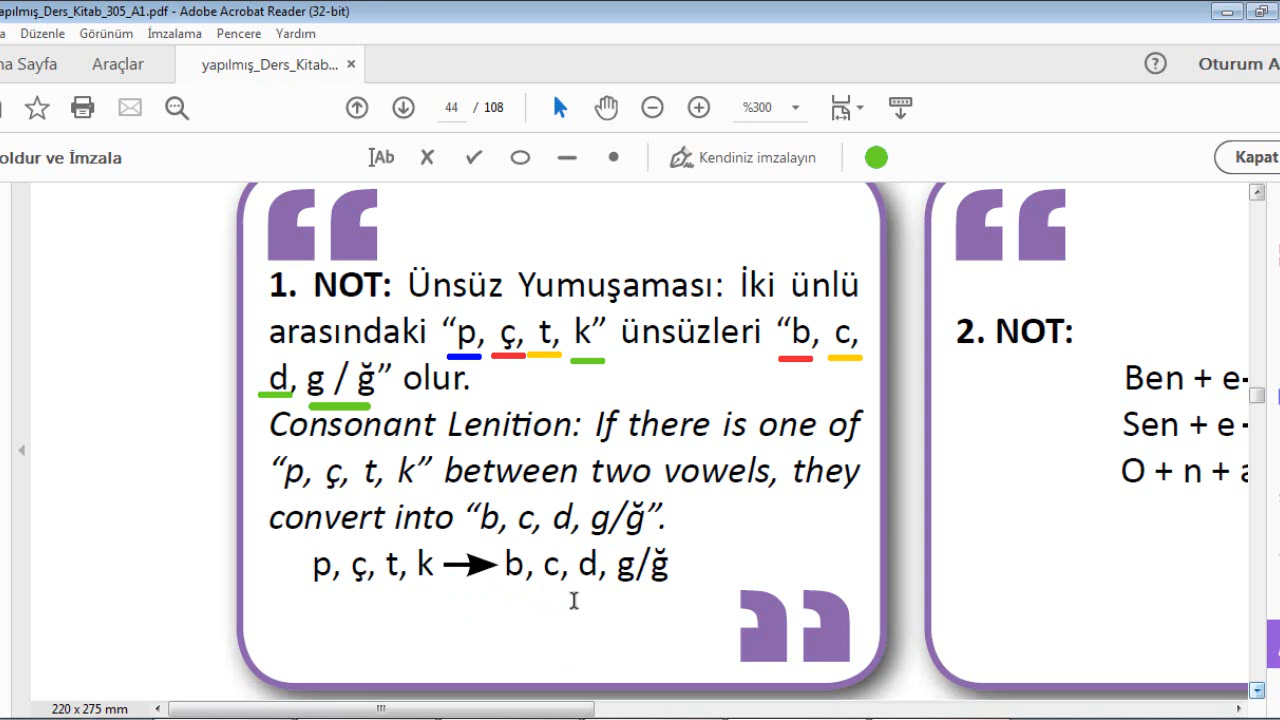 apılmış_Ders_Kitab_305_A1.pdf - Adobe Acrobat Reader (32-bit)
a Düzenle Görünüm İmzalama Pencere Yardım
na Sayfa Araçlar yapılmış_Ders_Kitab... × ? Oturum A
44 / 108 %300
oldur ve İmzala Ab Kendiniz imzalayın Kapat
1. NOT: Ünsüz Yumuşaması: İki ünlü
arasındaki “p, ç, t, k” ünsüzleri “b, c,
d, g / ğ” olur.
Consonant Lenition: If there is one of
“p, ç, t, k” between two vowels, they
convert into “b, c, d, g/ğ”.
p, ç, t, k → b, c, d, g/ğ
2. NOT:
Ben + e-
Sen + e -
O + n + a
220 x 275 mm